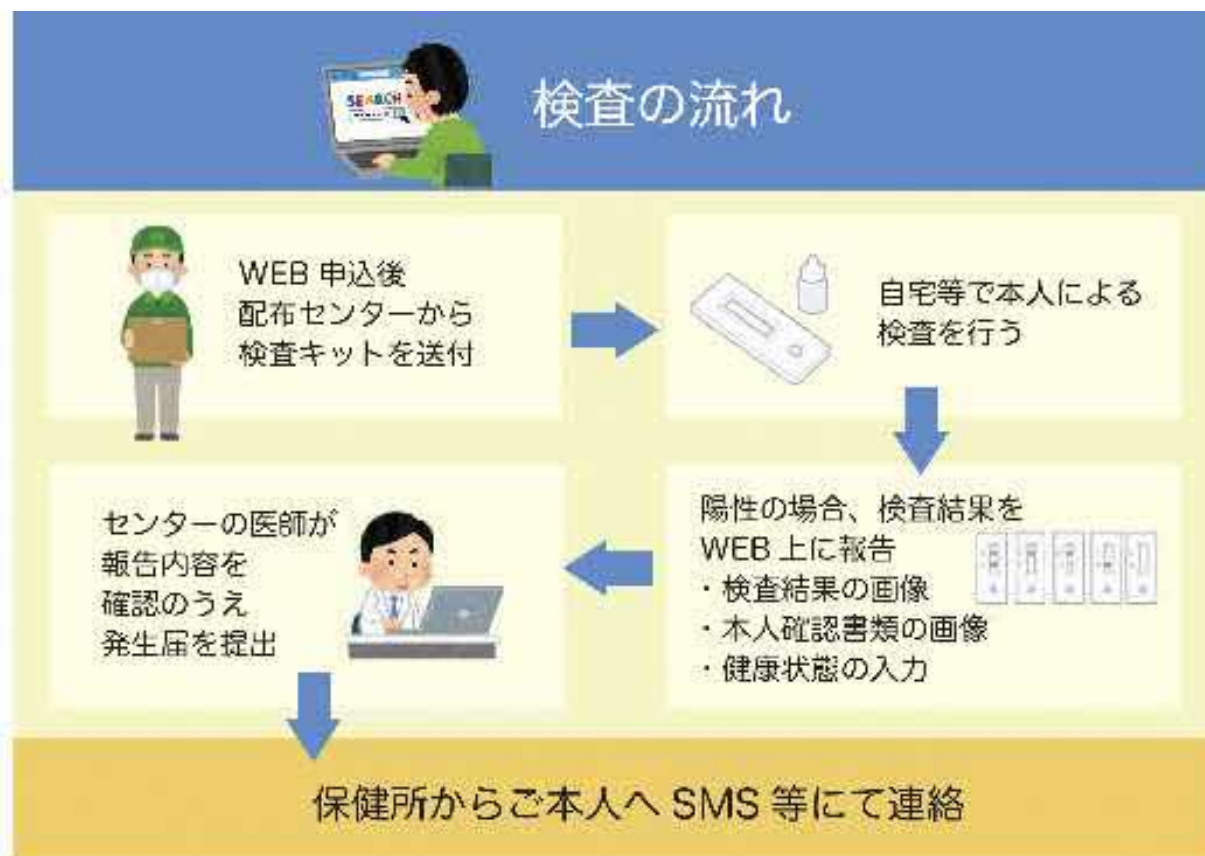 SEARCH
検査の流れ
WEB 申込後
配布センターから
検査キットを送付
自宅等で本人による
検査を行う
陽性の場合、検査結果を
WEB 上に報告
・検査結果の画像
・本人確認書類の画像
・健康状態の入力
センターの医師が
報告内容を
確認のうえ
発生届を提出
保健所からご本人へ SMS 等にて連絡